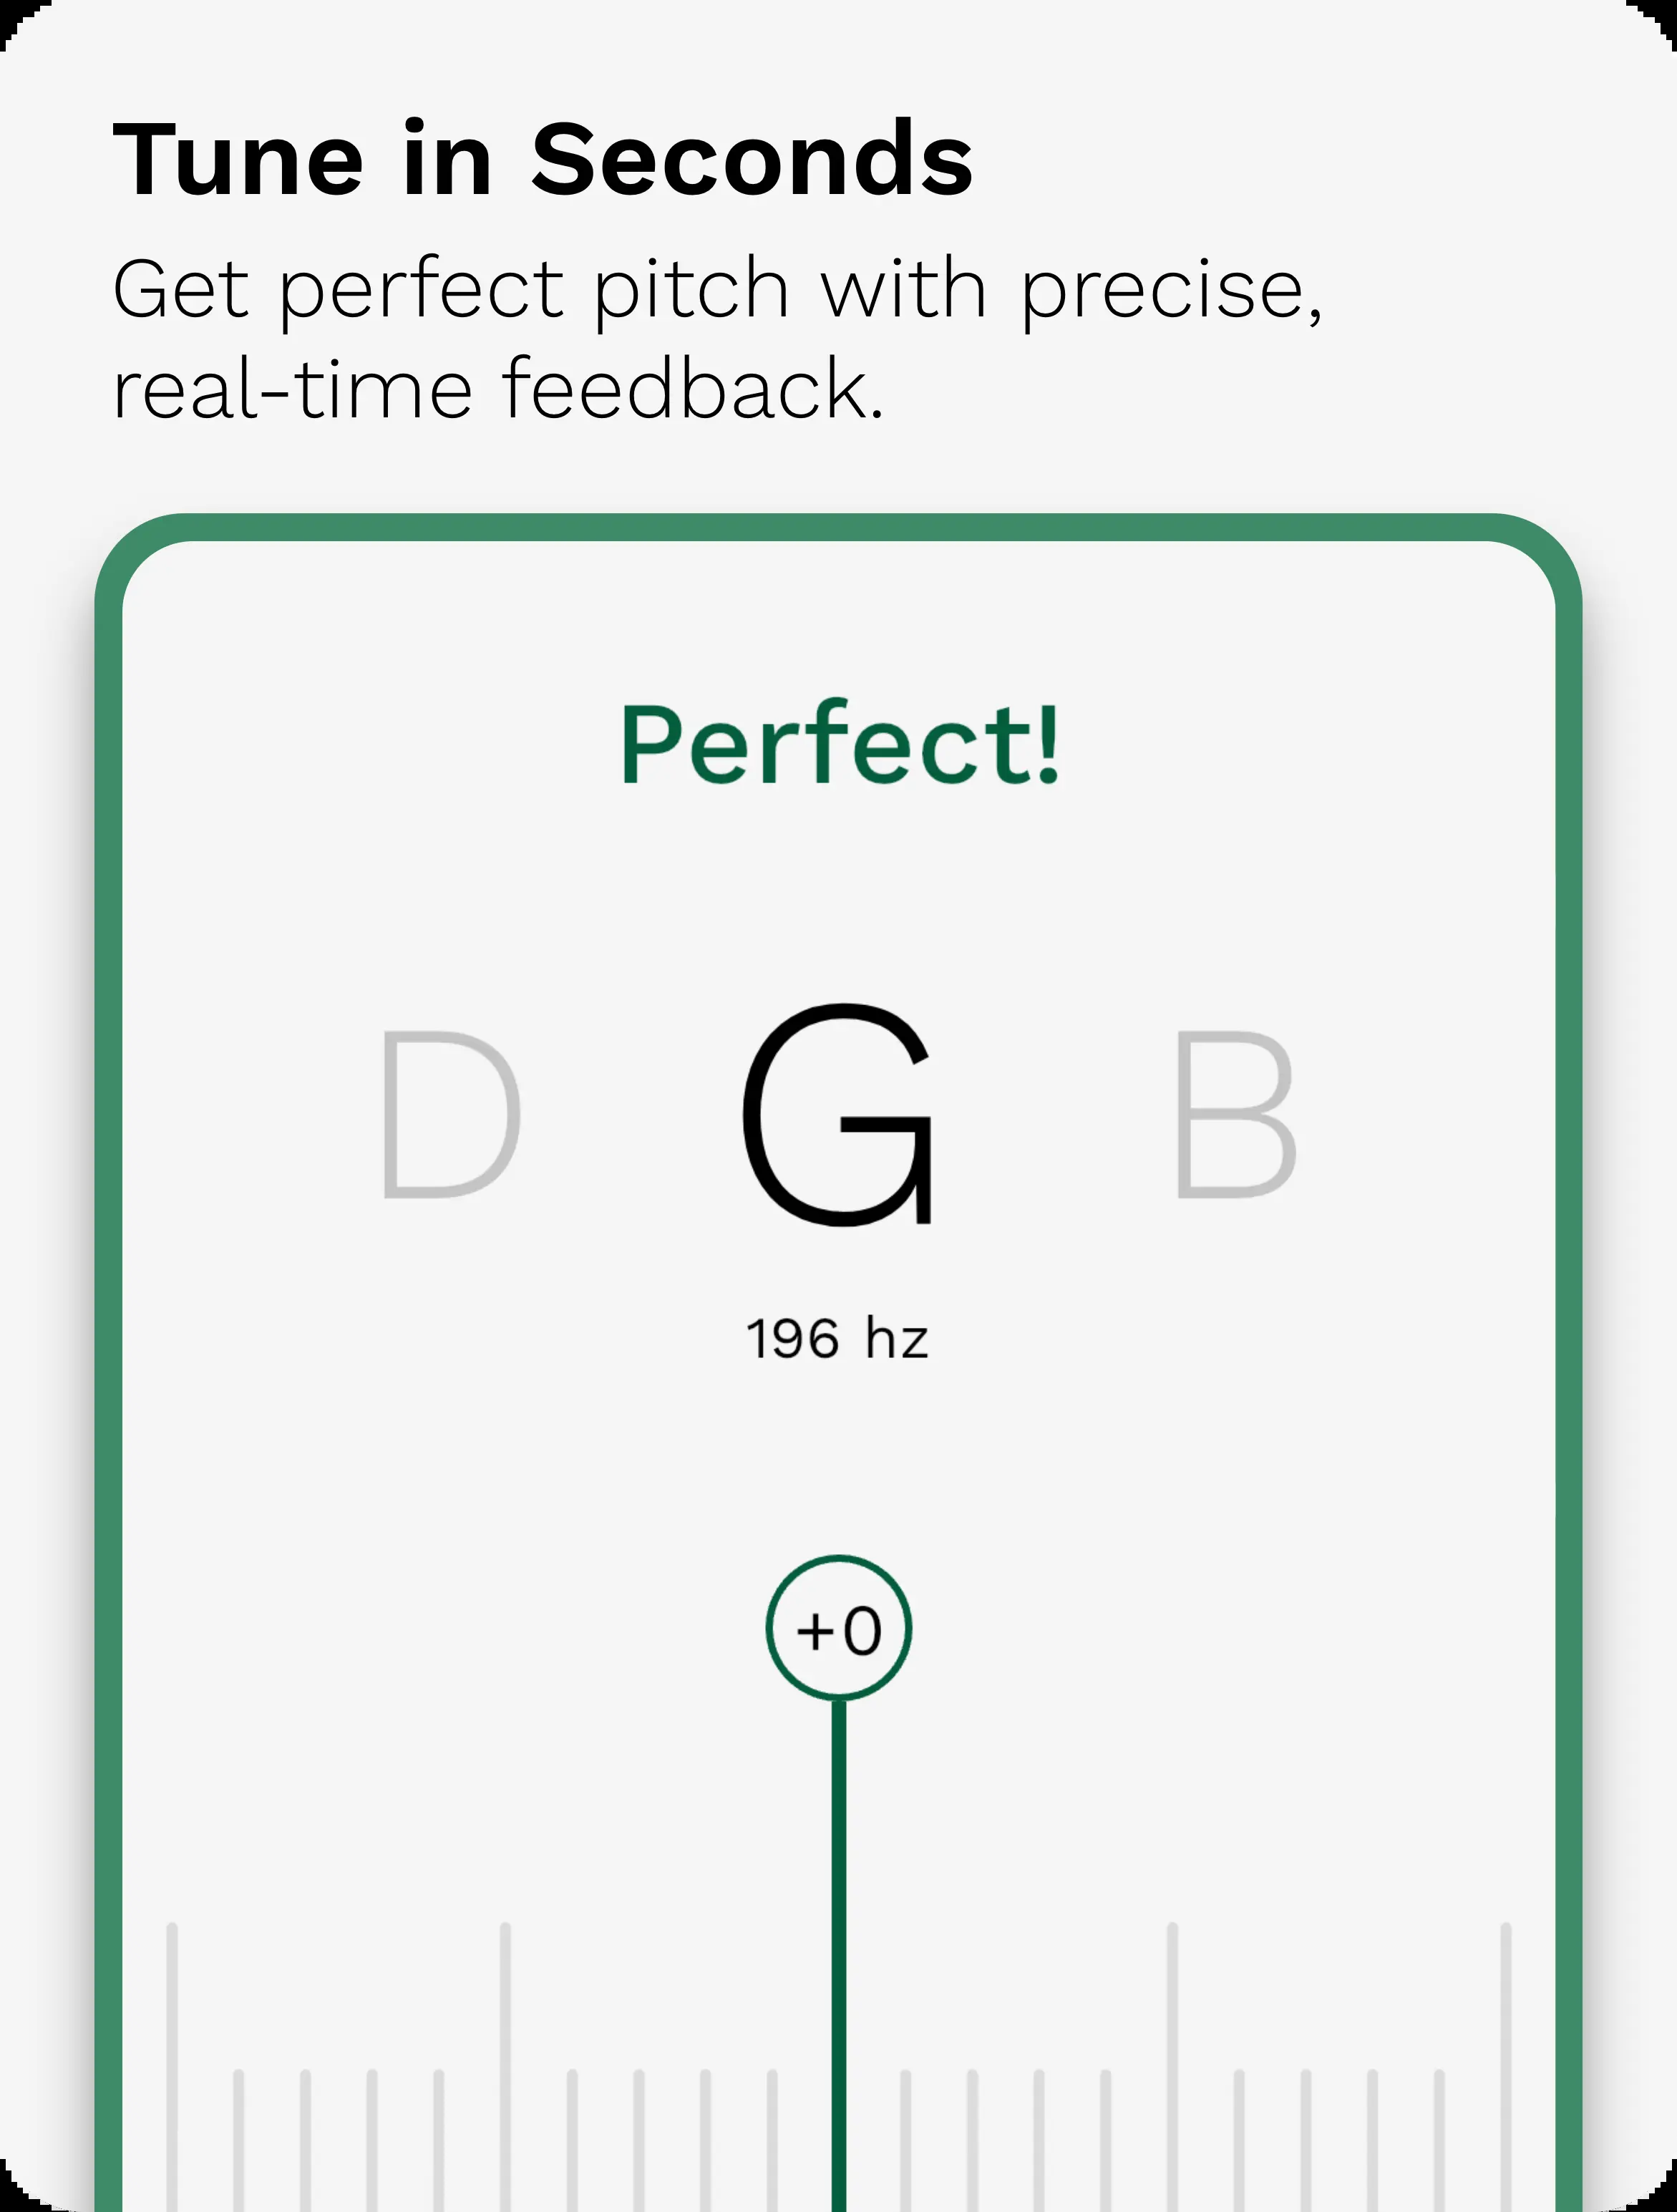 Tune in Seconds
Get perfect pitch with precise,
real-time feedback.
Perfect!
D G B
196 hz
+0